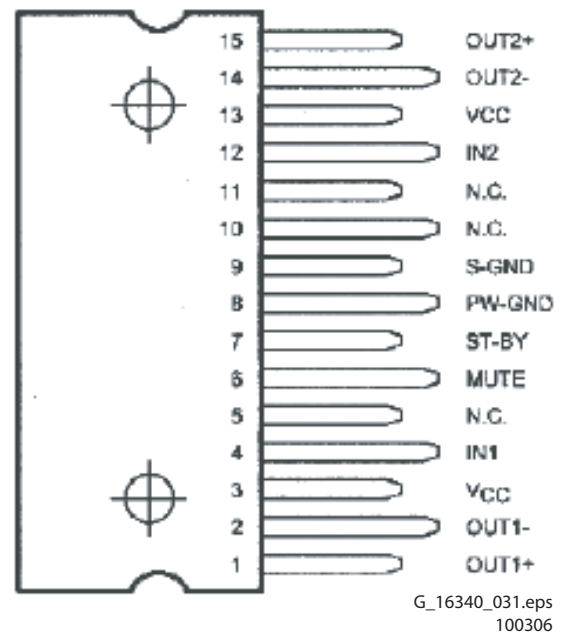 15 OUT2+
14 OUT2-
13 VCC
12 IN2
11 N.C.
10 N.C.
9 S-GND
8 PW-GND
7 ST-BY
6 MUTE
5 N.C.
4 IN1
3 VCC
2 OUT1-
1 OUT1+
G_16340_031.eps
100306